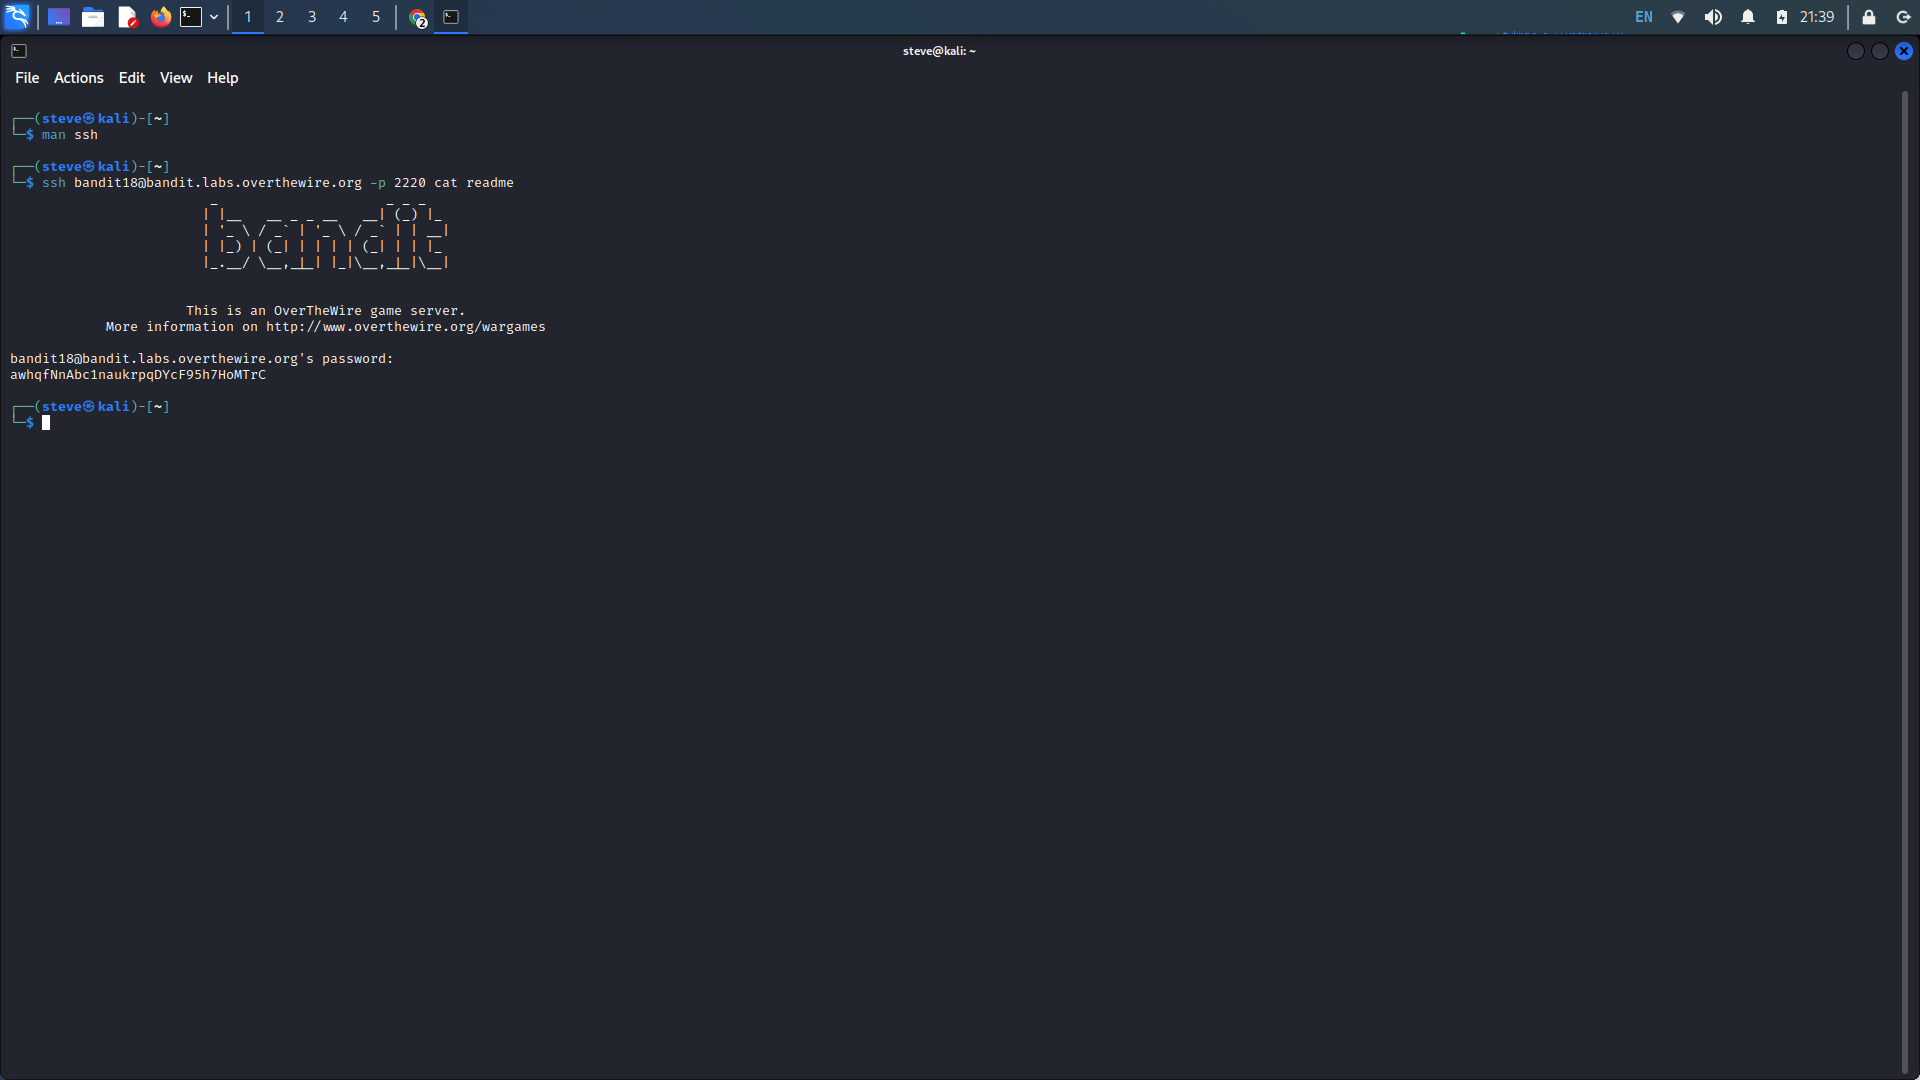 1 2 3 4 5 2 EN 21:39
steve@kali: ~
File Actions Edit View Help
┌──(steve㉿kali)-[~]
└─$ man ssh
┌──(steve㉿kali)-[~]
└─$ ssh bandit18@bandit.labs.overthewire.org -p 2220 cat readme
bandit
This is an OverTheWire game server.
More information on http://www.overthewire.org/wargames
bandit18@bandit.labs.overthewire.org's password:
awhqfNnAbc1naukrpqDYcF95h7HoMTrC
┌──(steve㉿kali)-[~]
└─$